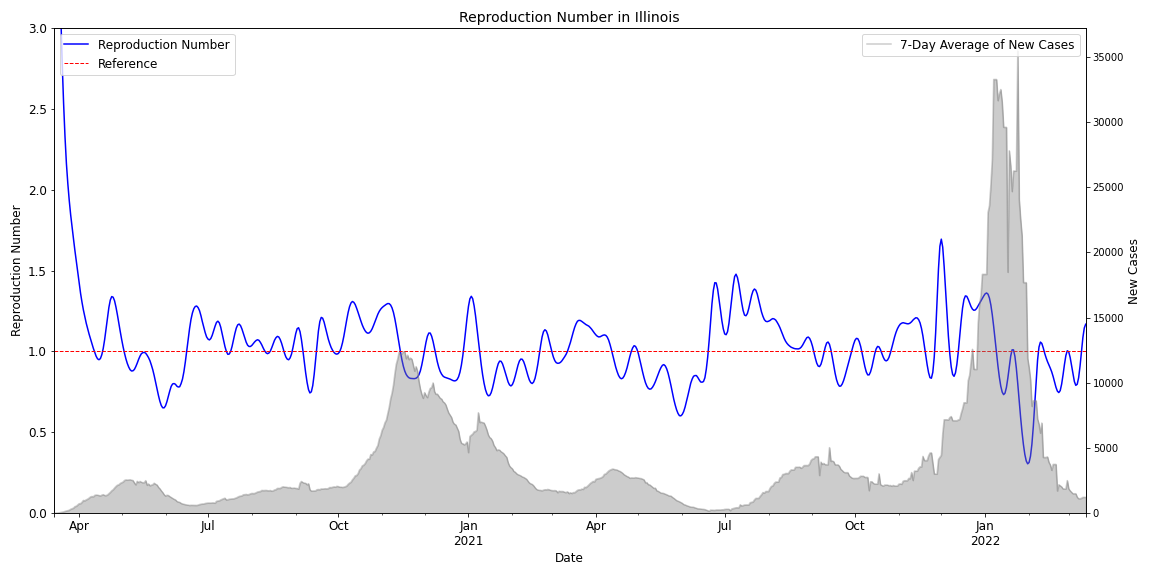 Reproduction Number in Illinois
Reproduction Number
Reference
7-Day Average of New Cases
3.0
2.5
2.0
1.5
1.0
0.5
0.0
Reproduction Number
35000
30000
25000
20000
15000
10000
5000
0
New Cases
Apr Jul Oct Jan Apr Jul Oct Jan
2021 2022
Date